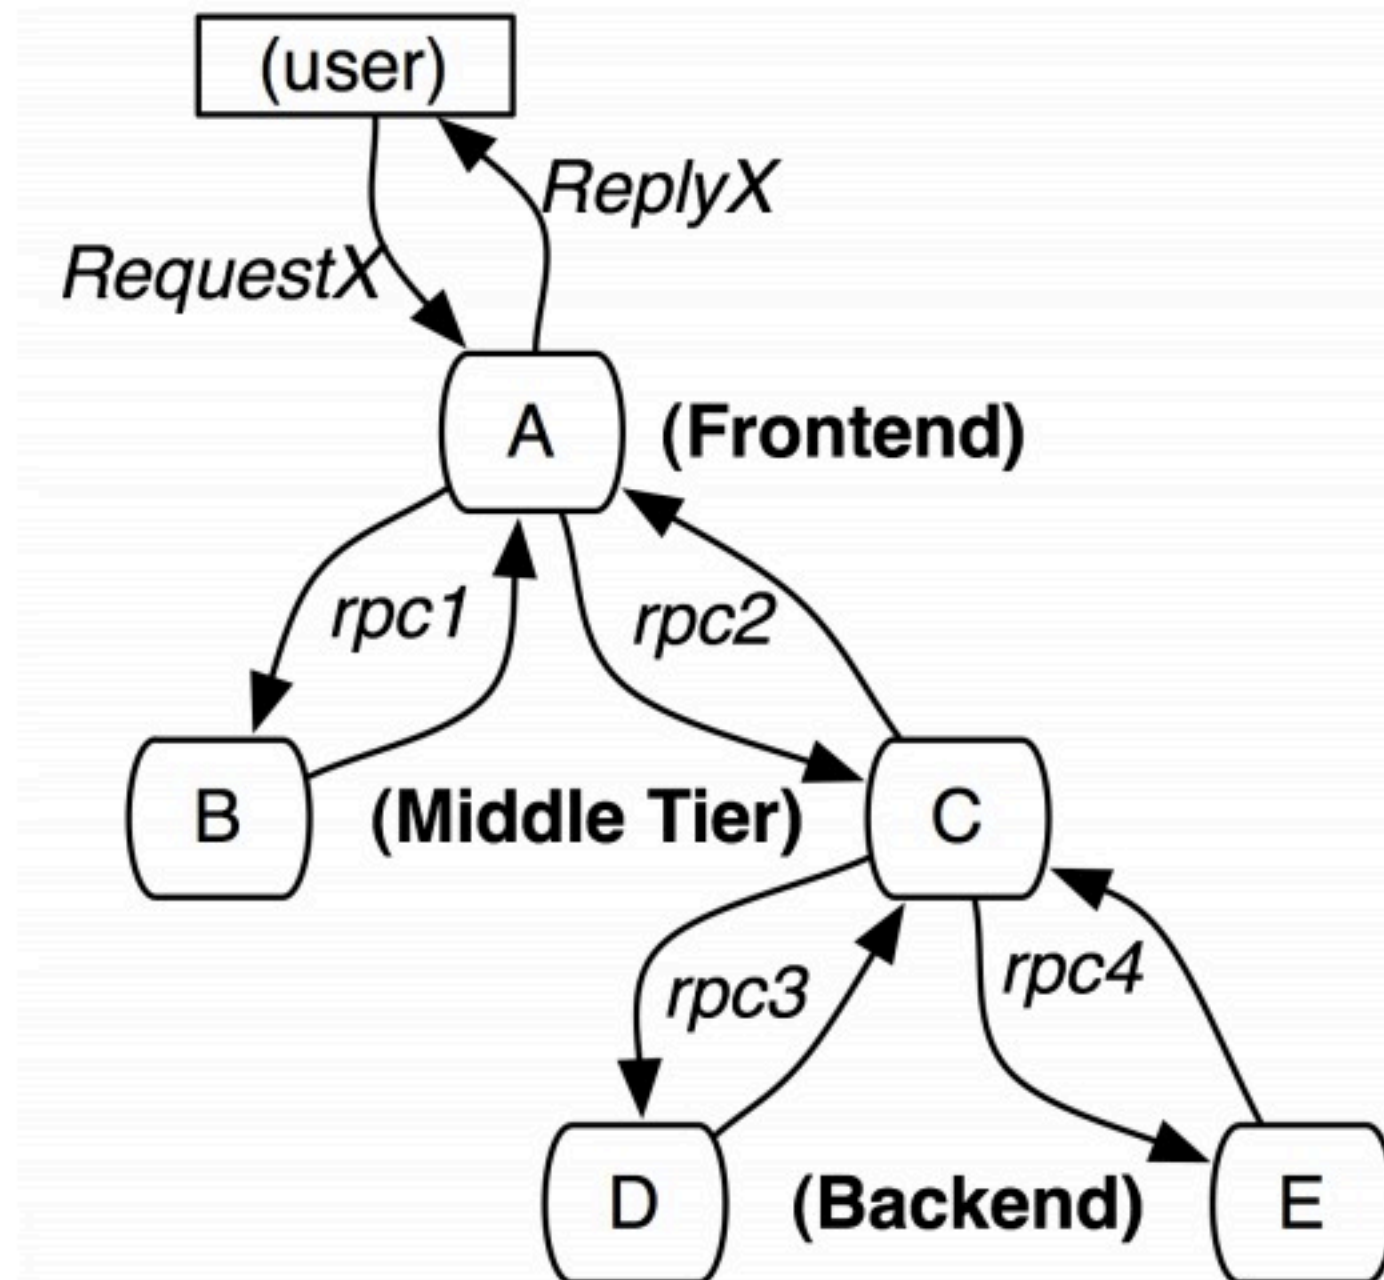 (user)
ReplyX
RequestX
A
(Frontend)
rpc1
rpc2
B
(Middle Tier)
C
rpc3
rpc4
D
(Backend)
E